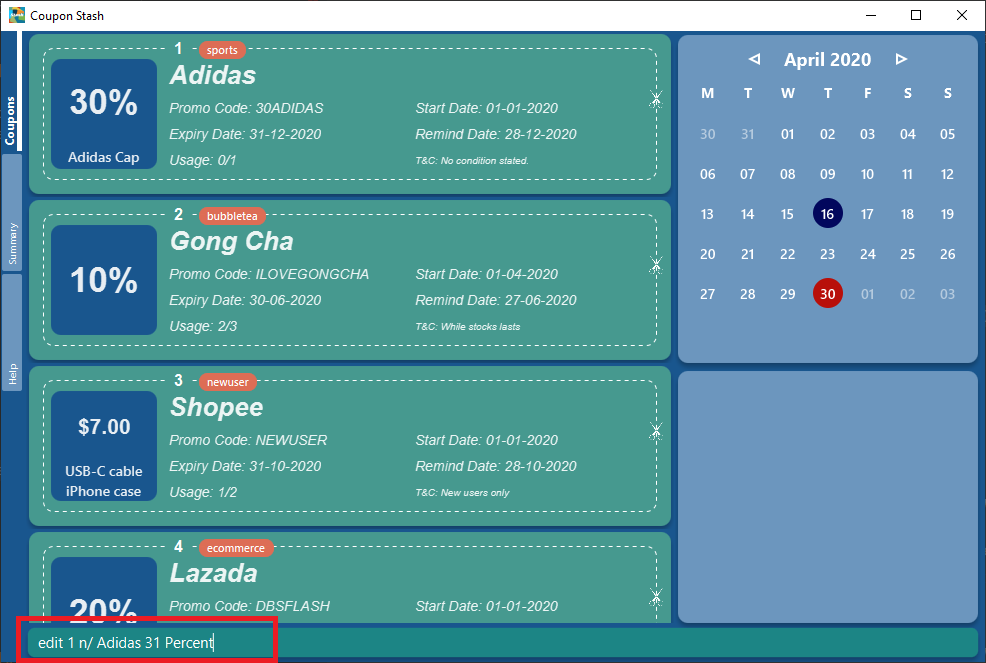 Coupon Stash
Coupons
Summary
Help
1 sports
Adidas
30%
Adidas Cap
Promo Code: 30ADIDAS
Start Date: 01-01-2020
Expiry Date: 31-12-2020
Remind Date: 28-12-2020
Usage: 0/1
T&C: No condition stated.
2 bubbletea
Gong Cha
10%
Promo Code: ILOVEGONGCHA
Start Date: 01-04-2020
Expiry Date: 30-06-2020
Remind Date: 27-06-2020
Usage: 2/3
T&C: While stocks lasts
3 newuser
Shopee
$7.00
USB-C cable
iPhone case
Promo Code: NEWUSER
Start Date: 01-01-2020
Expiry Date: 31-10-2020
Remind Date: 28-10-2020
Usage: 1/2
T&C: New users only
4 ecommerce
Lazada
20%
Promo Code: DBSFLASH
Start Date: 01-01-2020
edit 1 n/ Adidas 31 Percent
April 2020
M T W T F S S
30 31 01 02 03 04 05
06 07 08 09 10 11 12
13 14 15 16 17 18 19
20 21 22 23 24 25 26
27 28 29 30 01 02 03